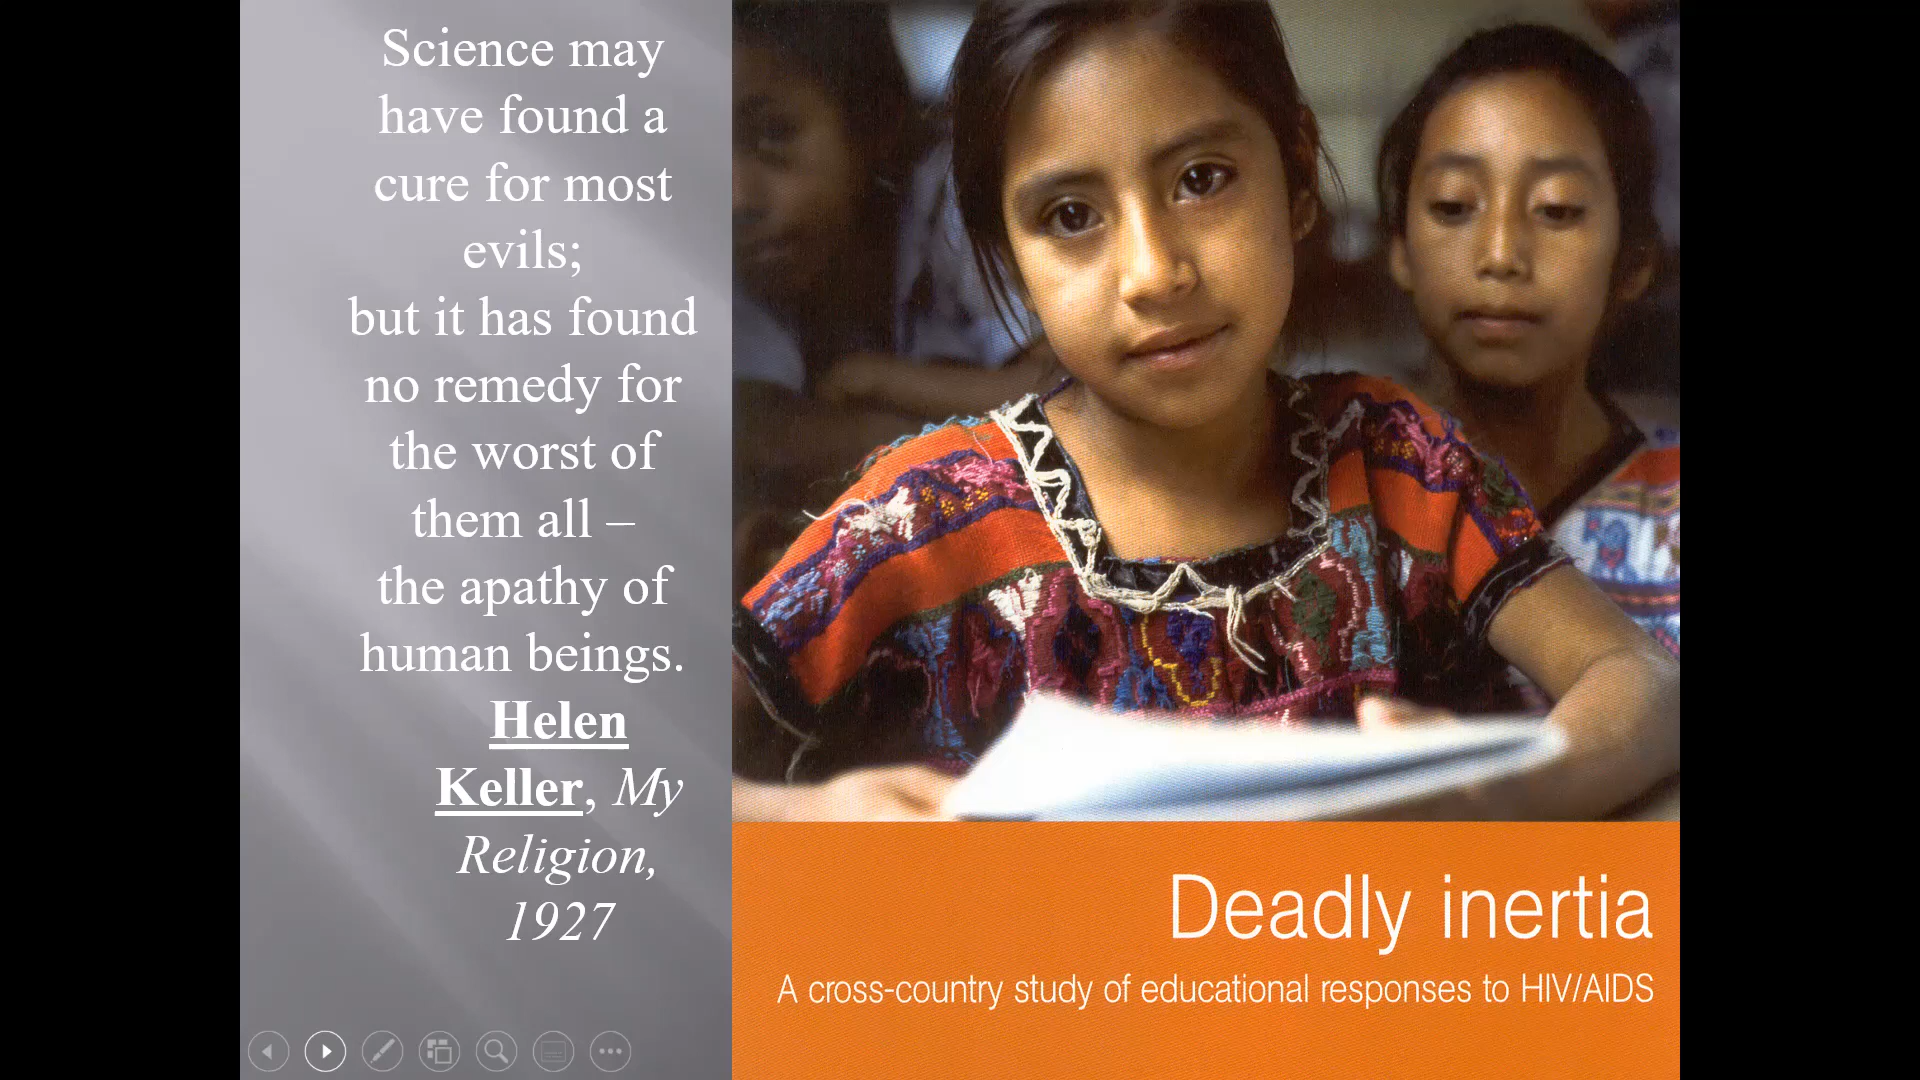 Science may
have found a
cure for most
evils;
but it has found
no remedy for
the worst of
them all –
the apathy of
human beings.
Helen
Keller, My
Religion,
1927
Deadly inertia
A cross-country study of educational responses to HIV/AIDS